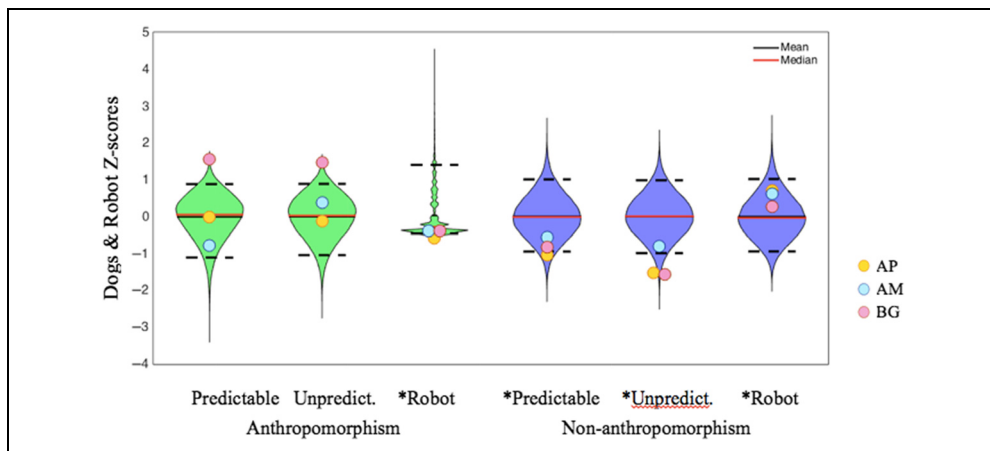 5
4
3
2
1
0
−1
−2
−3
−4
Dogs & Robot Z-scores
Mean
Median
AP
AM
BG
Predictable Unpredict. *Robot *Predictable *Unpredict. *Robot
Anthropomorphism Non-anthropomorphism